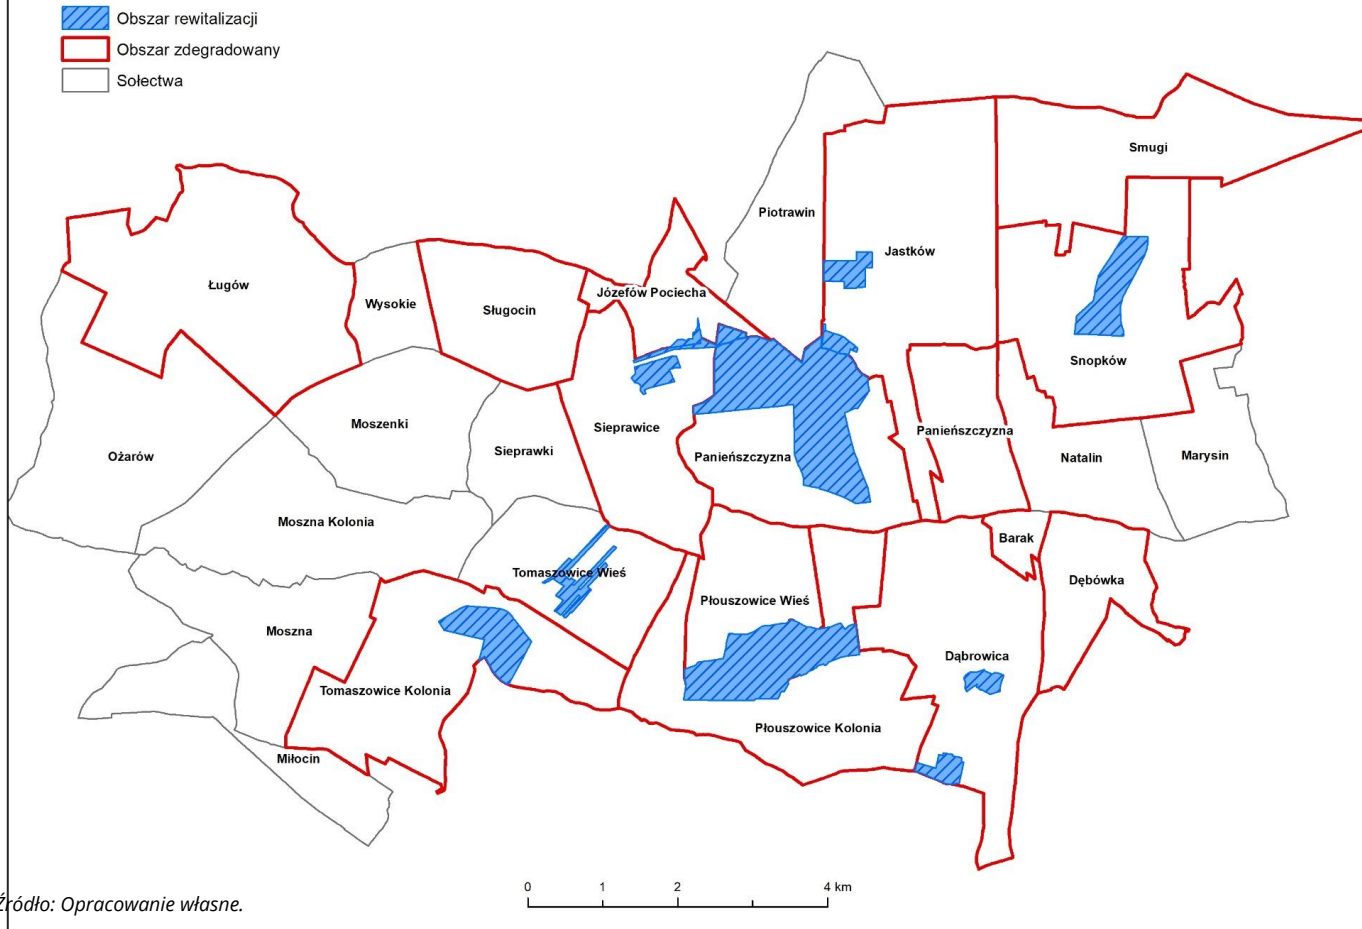 Obszar rewitalizacji
Obszar zdegradowany
Sołectwa
Smugi
Piotrawin
Jastków
Ługów
Józefów Pociecha
Wysokie
Sługocin
Snopków
Moszenki
Sieprawice
Panieńszczyzna
Sieprawki
Ożarów
Panieńszczyzna
Natalin
Marysin
Moszna Kolonia
Barak
Tomaszowice Wieś
Dębówka
Płouszowice Wieś
Moszna
Dąbrowica
Tomaszowice Kolonia
Płouszowice Kolonia
Miłocin
0 1 2 4 km
Źródło: Opracowanie własne.